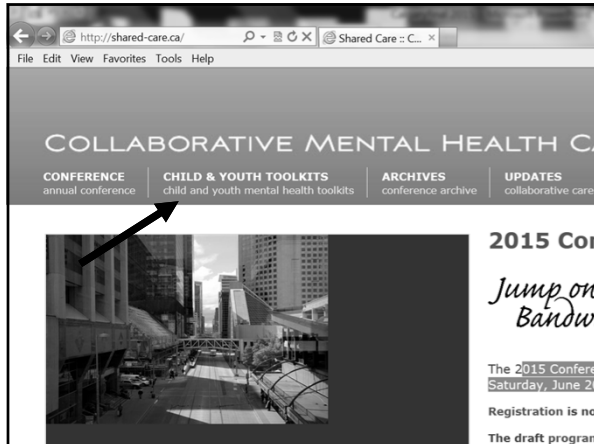 http://shared-care.ca/
Shared Care :: C...
File Edit View Favorites Tools Help
COLLABORATIVE MENTAL HEALTH CA
CONFERENCE
annual conference
CHILD & YOUTH TOOLKITS
child and youth mental health toolkits
ARCHIVES
conference archive
UPDATES
collaborative care
2015 Con
Jump on
Bandw
The 2015 Confere
Saturday, June 20
Registration is no
The draft program